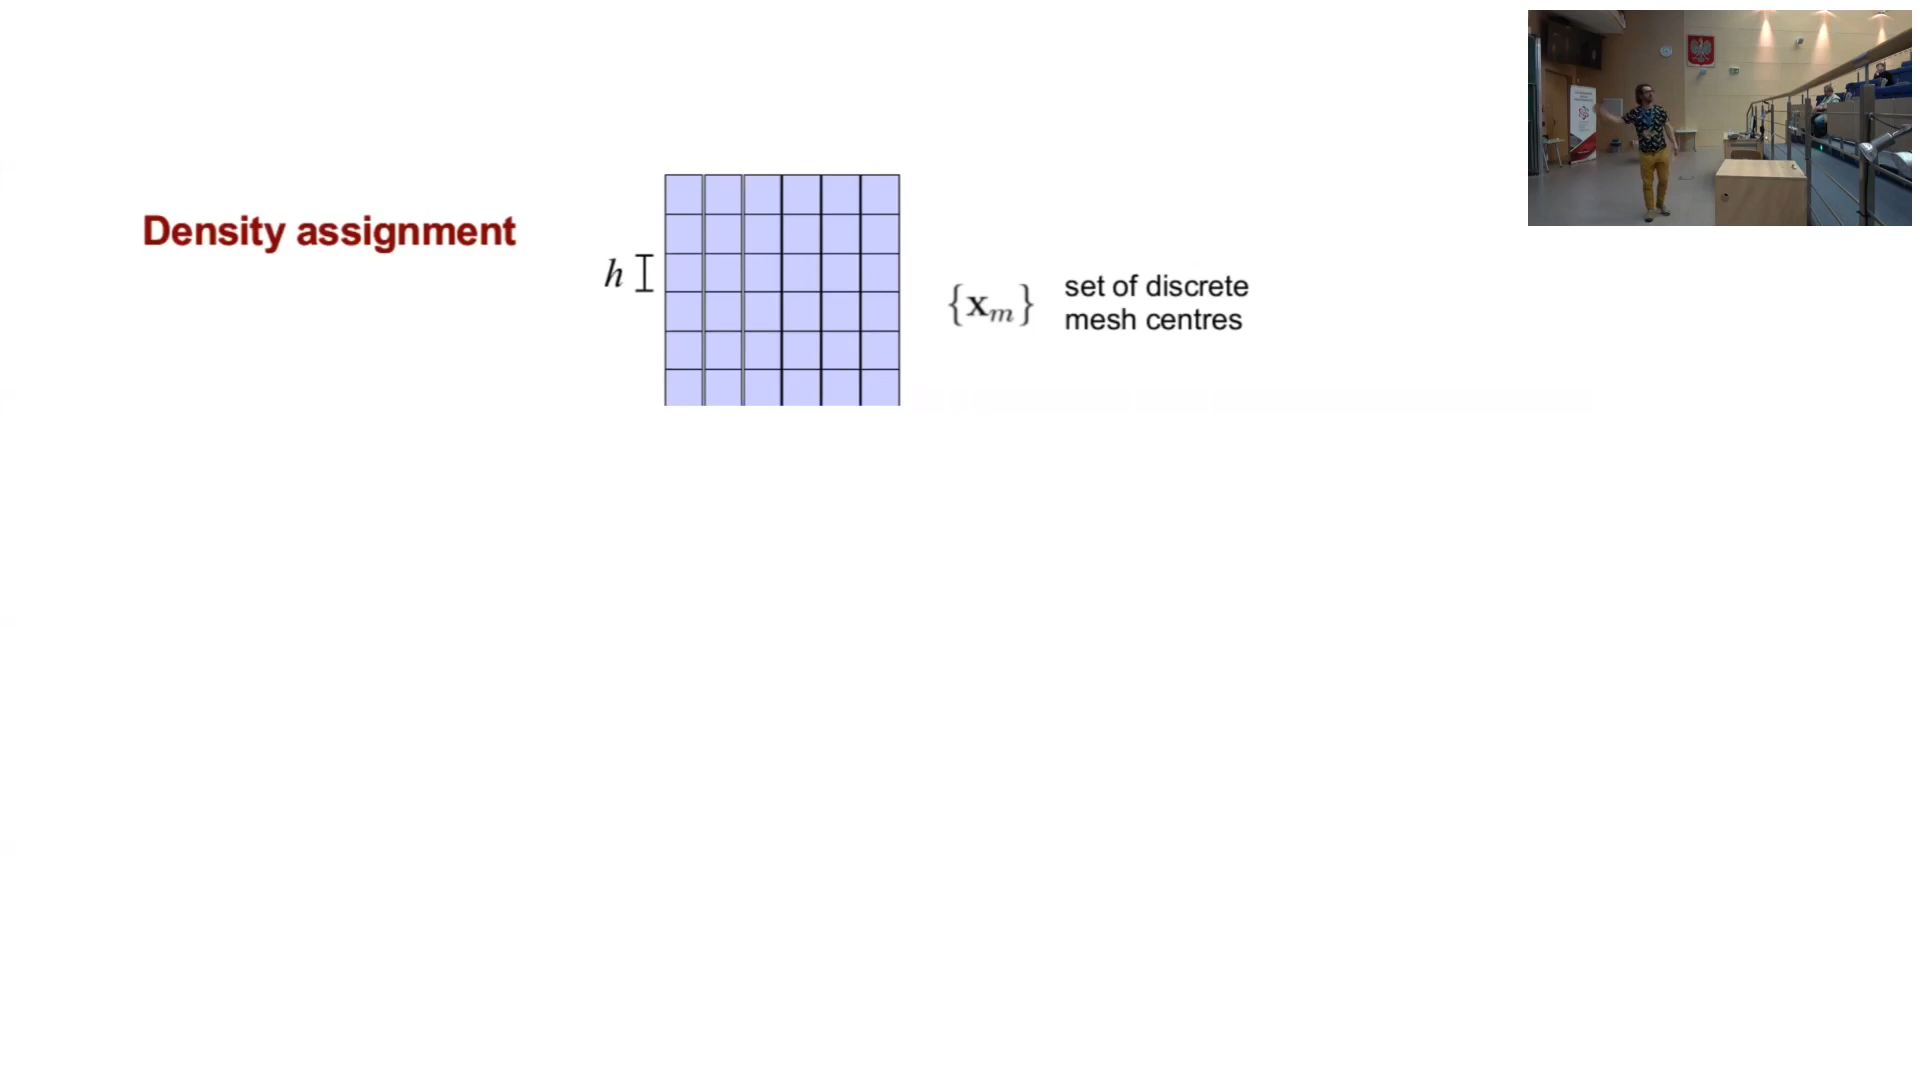 Density assignment
h
{x_m}
set of discrete
mesh centres